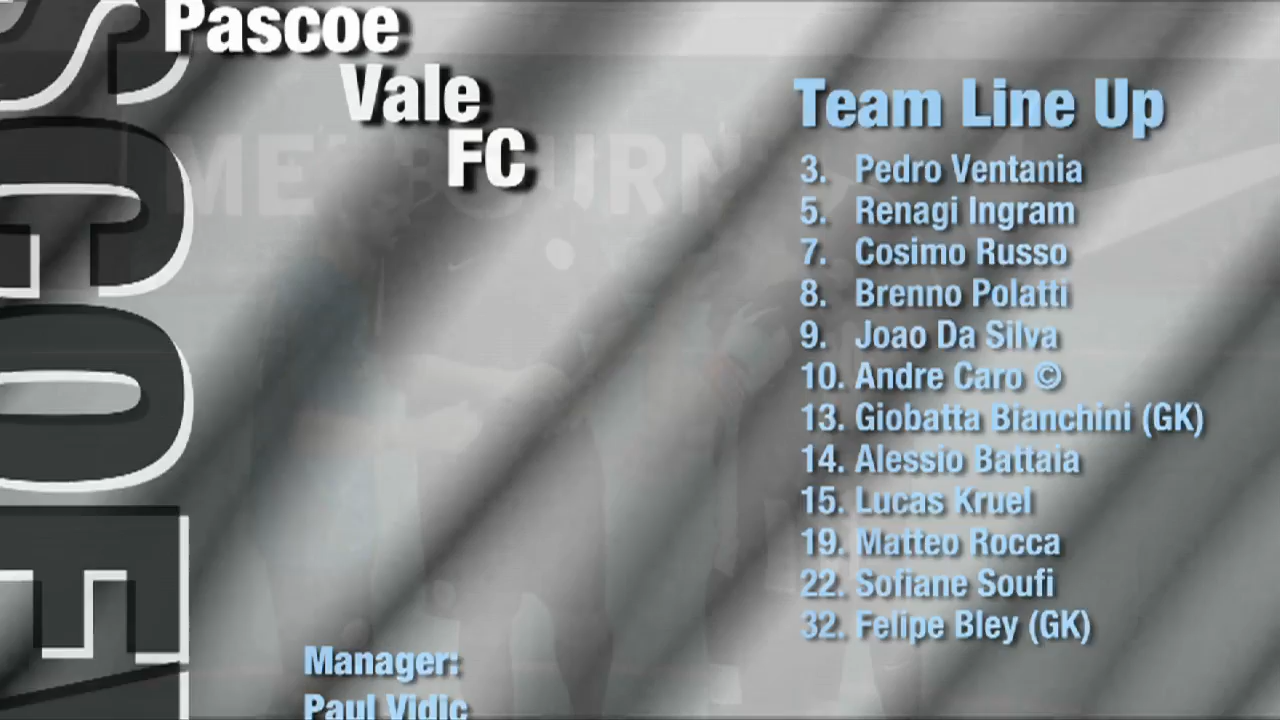 Pascoe
Vale
FC
Team Line Up
3. Pedro Ventania
5. Renagi Ingram
7. Cosimo Russo
8. Brenno Polatti
9. Joao Da Silva
10. Andre Caro ©
13. Giobatta Bianchini (GK)
14. Alessio Battaia
15. Lucas Kruel
19. Matteo Rocca
22. Sofiane Soufi
32. Felipe Bley (GK)
Manager:
Paul Vidic